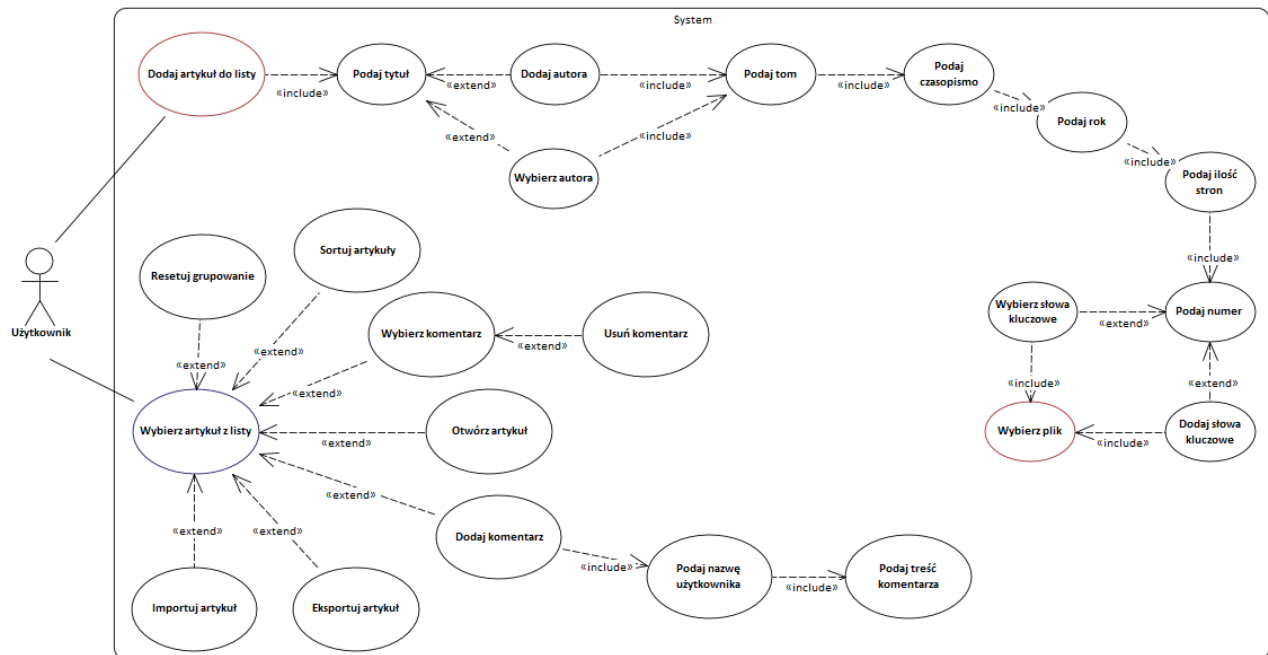 System
Dodaj artykuł do listy
«include»
Podaj tytuł
«extend»
Dodaj autora
«include»
Podaj tom
«include»
Podaj
czasopismo
«include»
Podaj rok
«include»
Podaj ilość
stron
«extend»
«include»
Wybierz autora
«include»
Użytkownik
Resetuj grupowanie
Sortuj artykuły
«extend»
«extend»
Wybierz komentarz
«extend»
Usuń komentarz
«extend»
Wybierz słowa
kluczowe
«extend»
Podaj numer
«include»
«extend»
Wybierz artykuł z listy
«extend»
Otwórz artykuł
Wybierz plik
«include»
Dodaj słowa
kluczowe
«extend»
Dodaj komentarz
«include»
Podaj nazwę
użytkownika
«include»
Podaj treść
komentarza
«extend»
«extend»
Importuj artykuł
Eksportuj artykuł